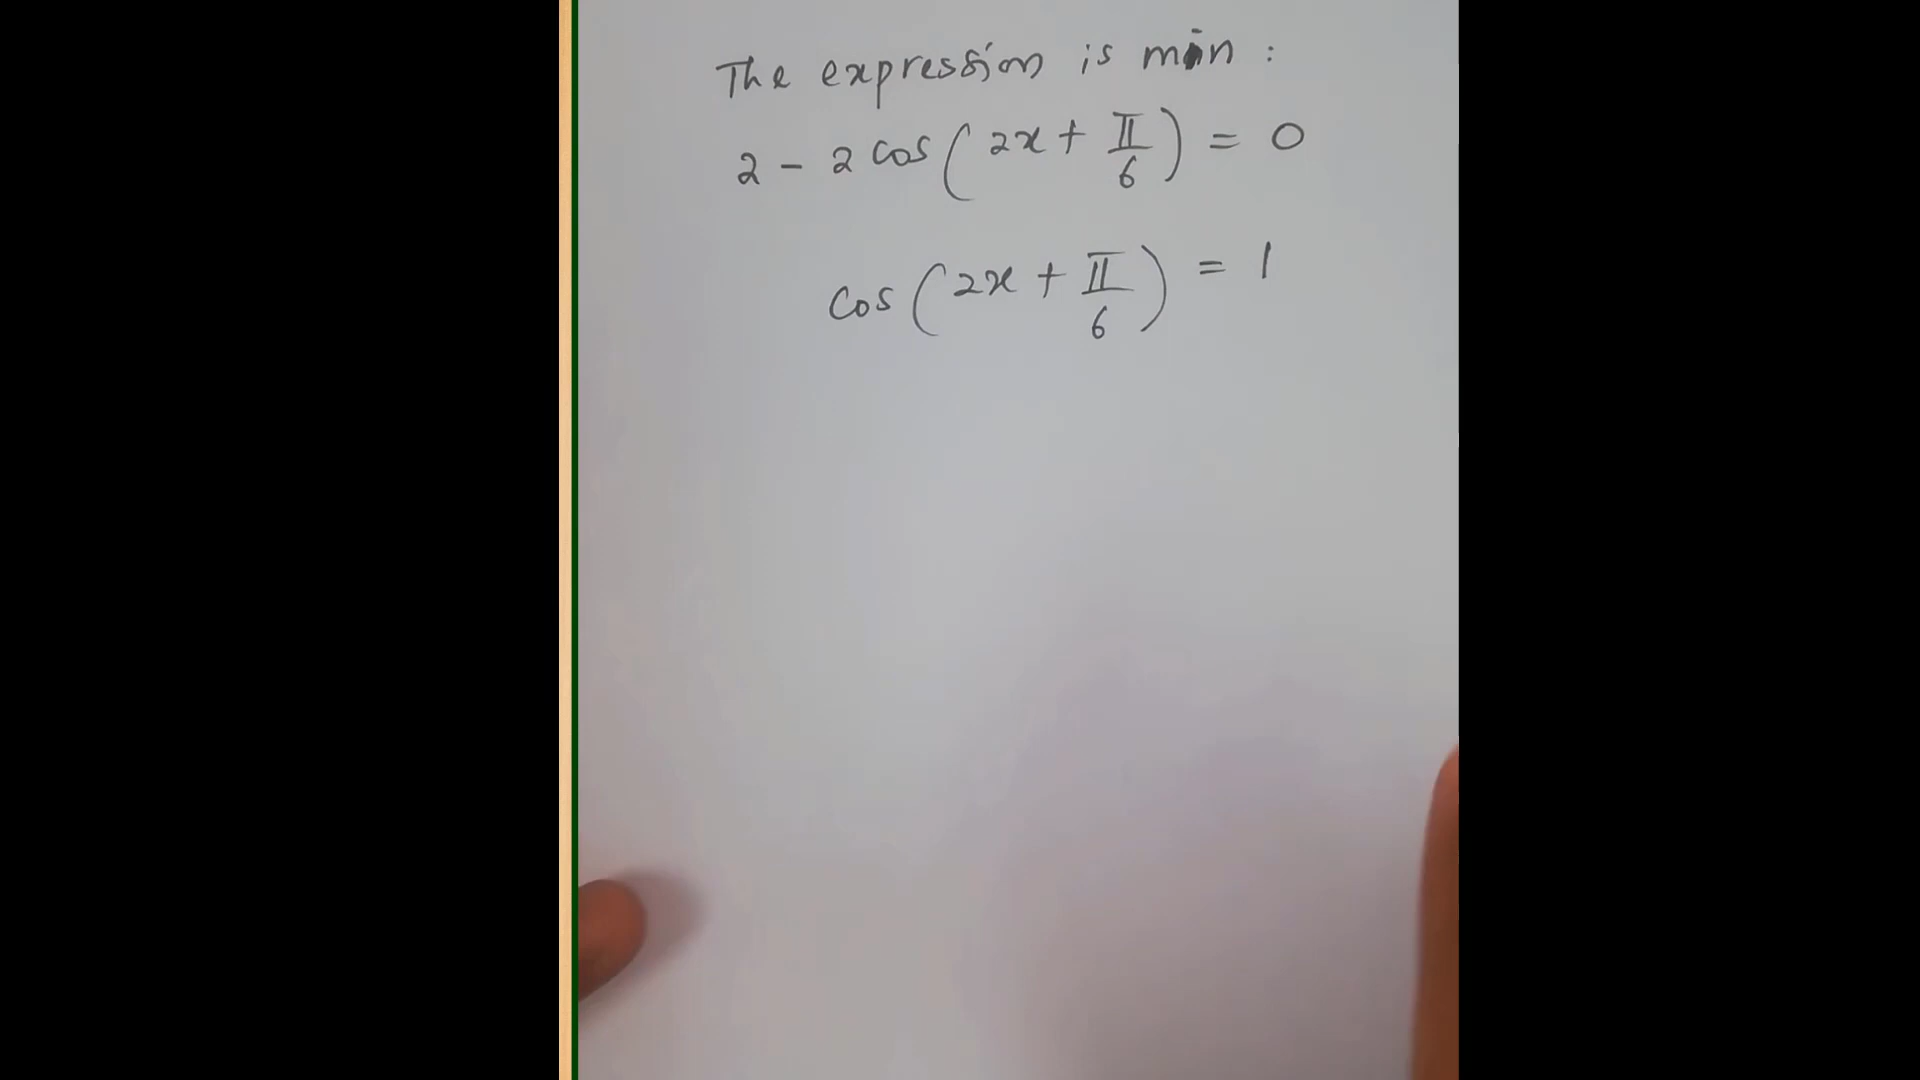 The expression is min :
2 - 2 cos ( 2x + π/6 ) = 0
cos ( 2x + π/6 ) = 1